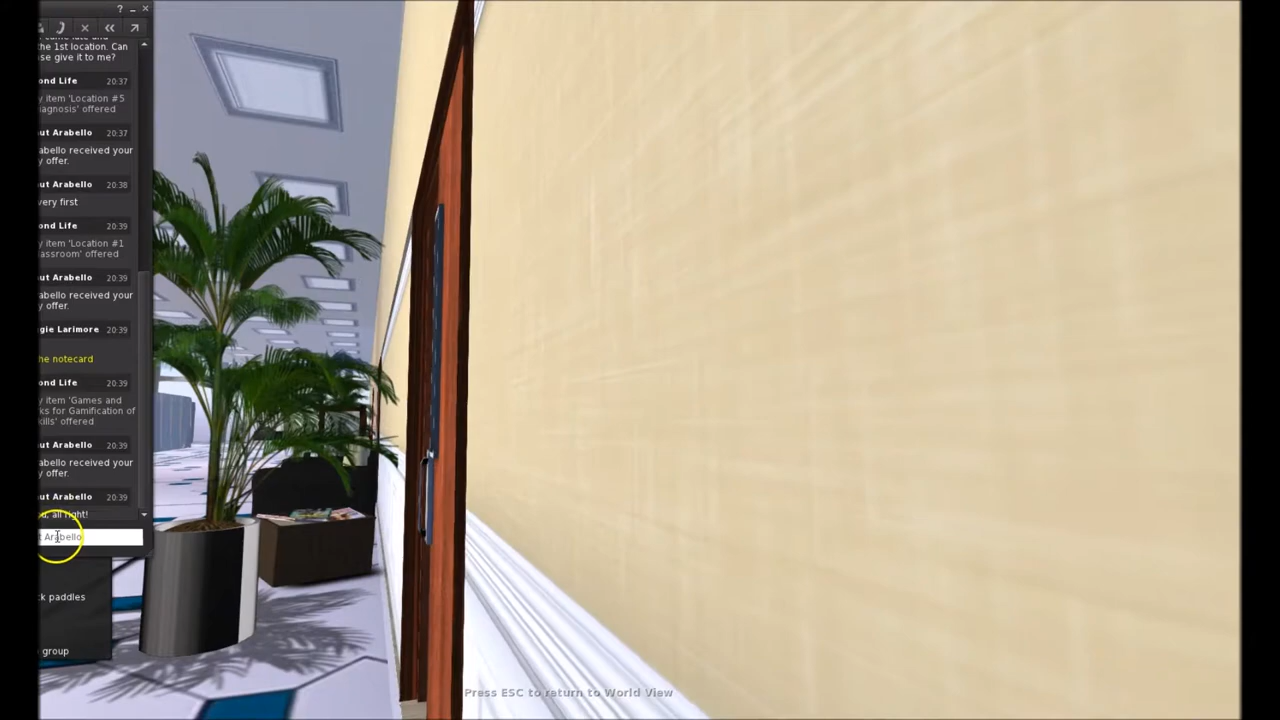 came late and
the 1st location. Can
se give it to me?
ond Life 20:37
y item 'Location #5
iagnosis' offered
ut Arabello 20:37
abello received your
y offer.
ut Arabello 20:38
very first
ond Life 20:39
y item 'Location #1
assroom' offered
ut Arabello 20:39
abello received your
y offer.
gie Larimore 20:39
he notecard
ond Life 20:39
y item 'Games and
ks for Gamification of
kills' offered
ut Arabello 20:39
abello received your
y offer.
ut Arabello 20:39
u, all right!
t Arabello
ck paddles
group
Press ESC to return to World View